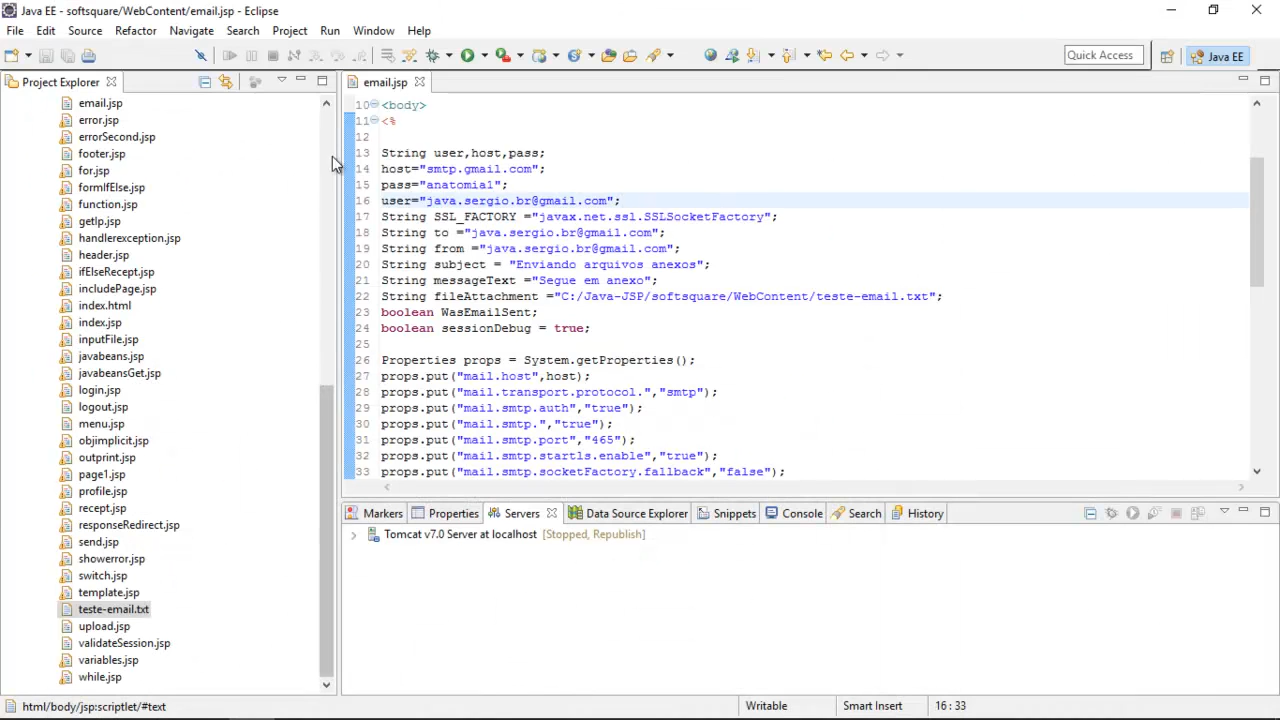 Java EE - softsquare/WebContent/email.jsp - Eclipse
File Edit Source Refactor Navigate Search Project Run Window Help
Quick Access
Java EE
Project Explorer
email.jsp
error.jsp
errorSecond.jsp
footer.jsp
for.jsp
formIfElse.jsp
function.jsp
getIp.jsp
handlerexception.jsp
header.jsp
ifElseRecept.jsp
includePage.jsp
index.html
index.jsp
inputFile.jsp
javabeans.jsp
javabeansGet.jsp
login.jsp
logout.jsp
menu.jsp
objimplicit.jsp
outprint.jsp
page1.jsp
profile.jsp
recept.jsp
responseRedirect.jsp
send.jsp
showerror.jsp
switch.jsp
template.jsp
teste-email.txt
upload.jsp
validateSession.jsp
variables.jsp
while.jsp
email.jsp
10 <body>
11 <%
12
13 String user,host,pass;
14 host="smtp.gmail.com";
15 pass="anatomia1";
16 user="java.sergio.br@gmail.com";
17 String SSL_FACTORY ="javax.net.ssl.SSLSocketFactory";
18 String to ="java.sergio.br@gmail.com";
19 String from ="java.sergio.br@gmail.com";
20 String subject = "Enviando arquivos anexos";
21 String messageText ="Segue em anexo";
22 String fileAttachment ="C:/Java-JSP/softsquare/WebContent/teste-email.txt";
23 boolean WasEmailSent;
24 boolean sessionDebug = true;
25
26 Properties props = System.getProperties();
27 props.put("mail.host",host);
28 props.put("mail.transport.protocol.","smtp");
29 props.put("mail.smtp.auth","true");
30 props.put("mail.smtp.","true");
31 props.put("mail.smtp.port","465");
32 props.put("mail.smtp.startls.enable","true");
33 props.put("mail.smtp.socketFactory.fallback","false");
Markers Properties Servers Data Source Explorer Snippets Console Search History
Tomcat v7.0 Server at localhost [Stopped, Republish]
html/body/jsp:scriptlet/#text
Writable
Smart Insert
16 : 33